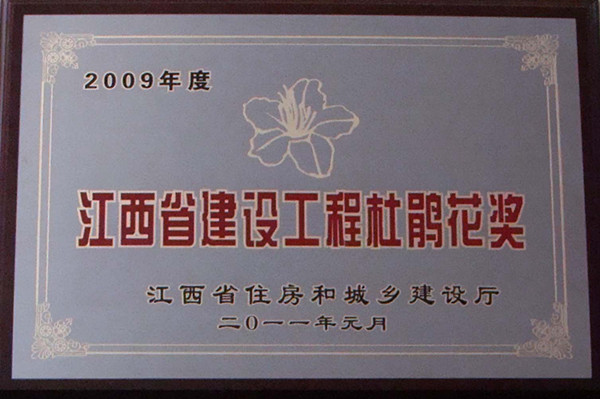 2009年度
江西省建设工程杜鹃花奖
江西省住房和城乡建设厅
二0一一年元月